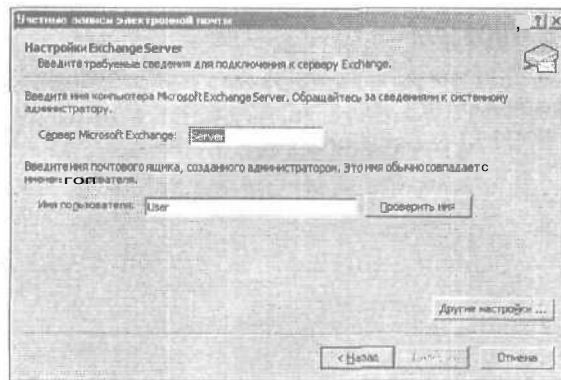 Учетные записи электронной почты
Настройки Exchange Server
Введите требуемые сведения для подключения к серверу Exchange.
Введите имя компьютера Microsoft Exchange Server. Обращайтесь за сведениями к системному
администратору.
Сервер Microsoft Exchange: Server
Введите имя почтового ящика, созданного администратором. Это имя обычно совпадает с
именем пользователя.
Имя пользователя: User
Проверить имя
Другие настройки ...
< Назад
Отмена